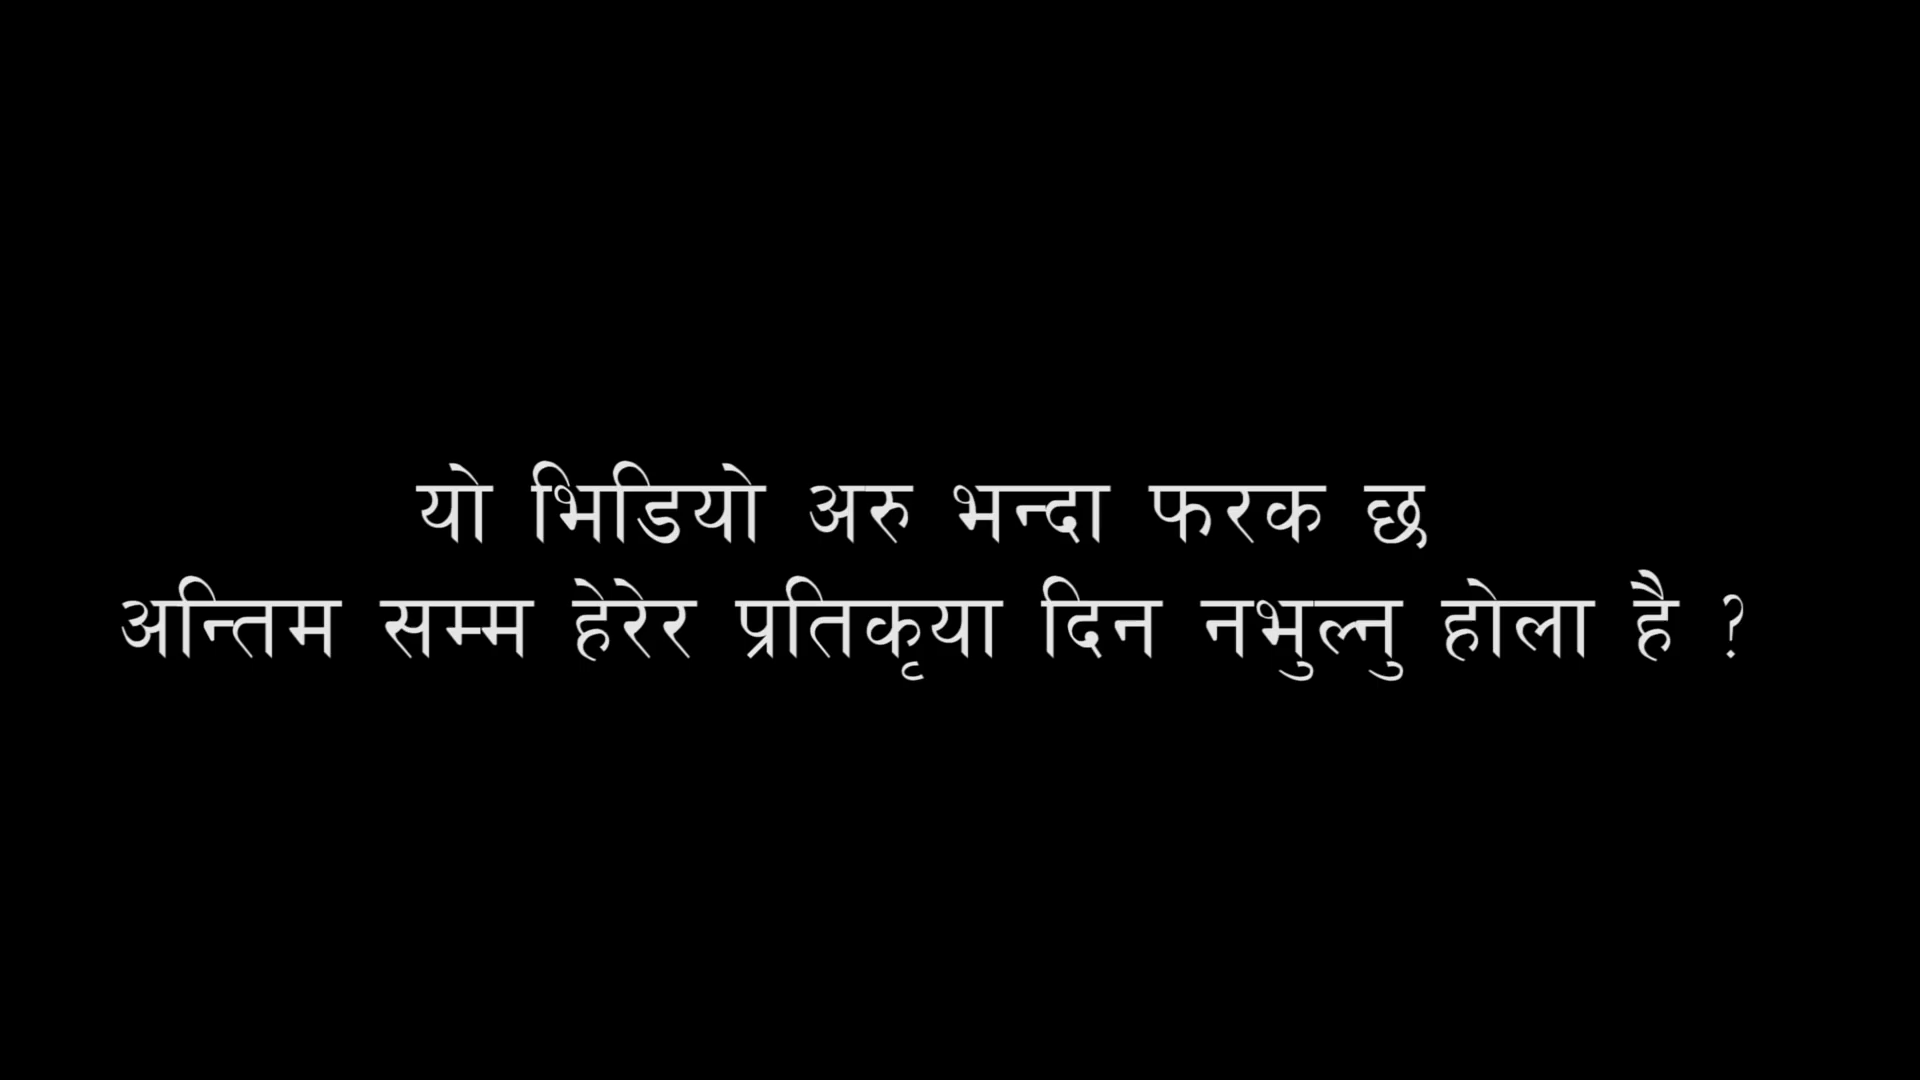 यो भिडियो अरु भन्दा फरक छ
अन्तिम सम्म हेरेर प्रतिकृया दिन नभुल्नु होला है ?